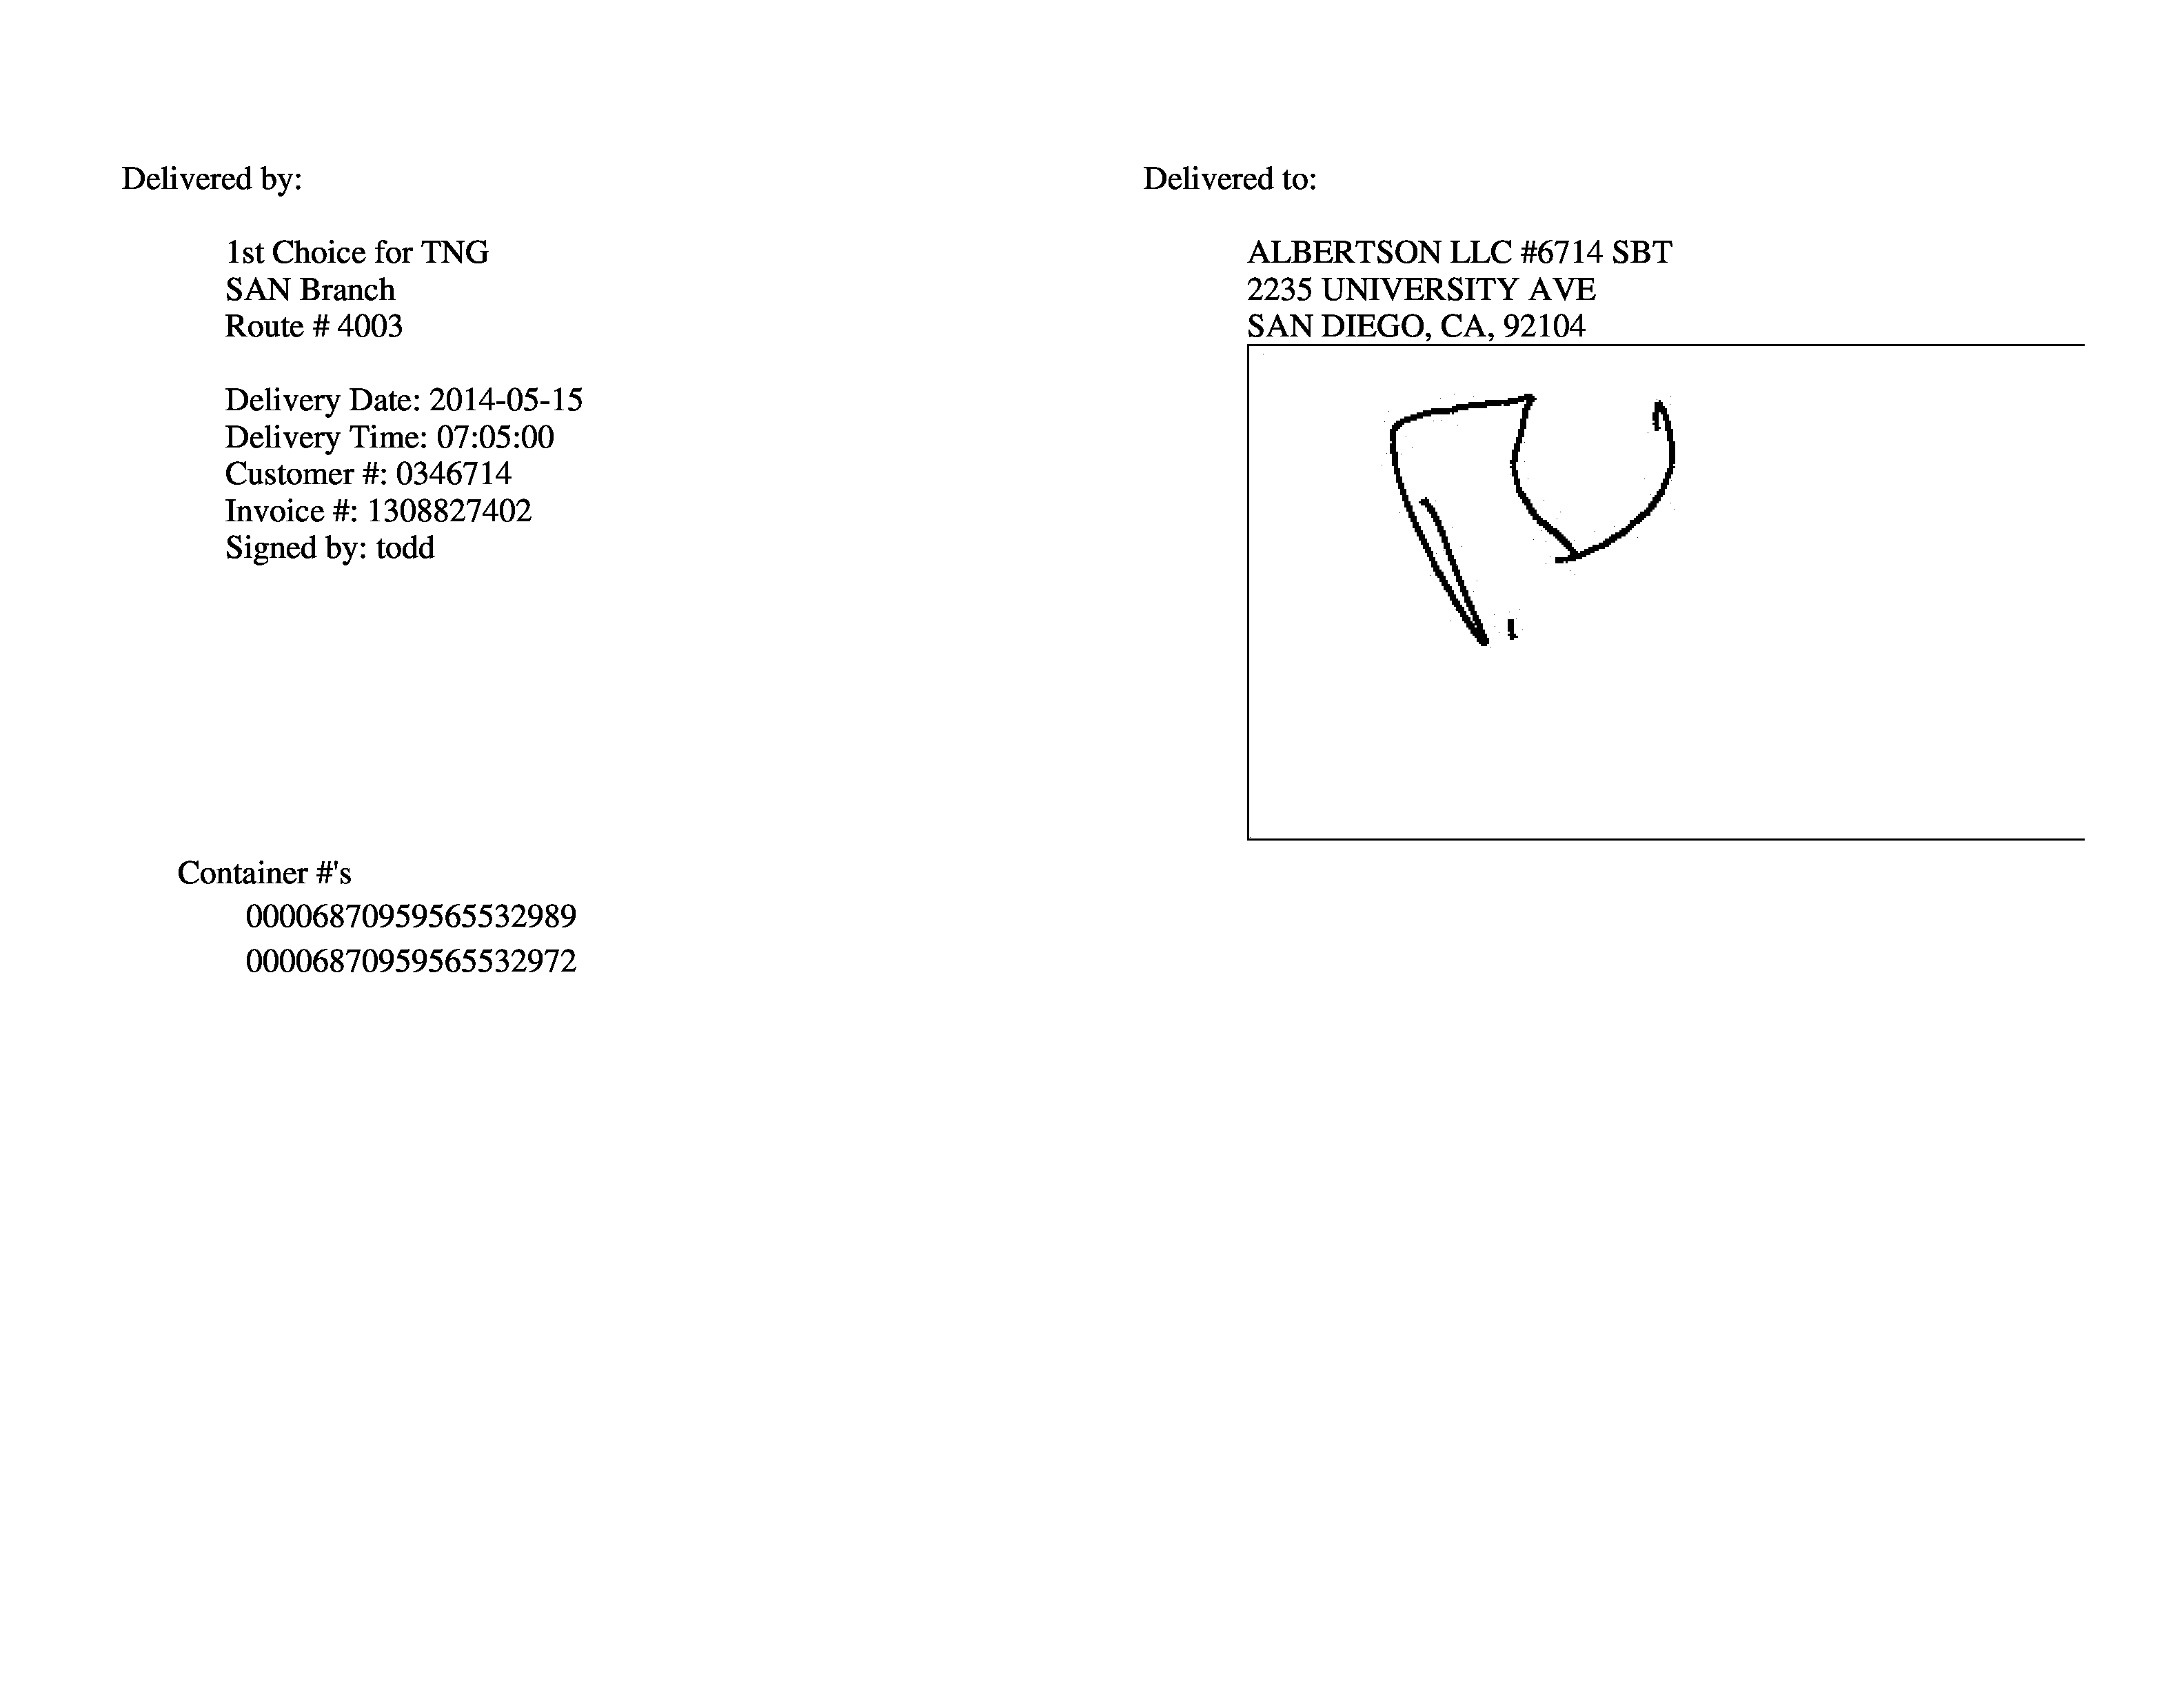 Delivered by:
1st Choice for TNG
SAN Branch
Route # 4003
Delivery Date: 2014-05-15
Delivery Time: 07:05:00
Customer #: 0346714
Invoice #: 1308827402
Signed by: todd
Delivered to:
ALBERTSON LLC #6714 SBT
2235 UNIVERSITY AVE
SAN DIEGO, CA, 92104
Container #'s
00006870959565532989
00006870959565532972